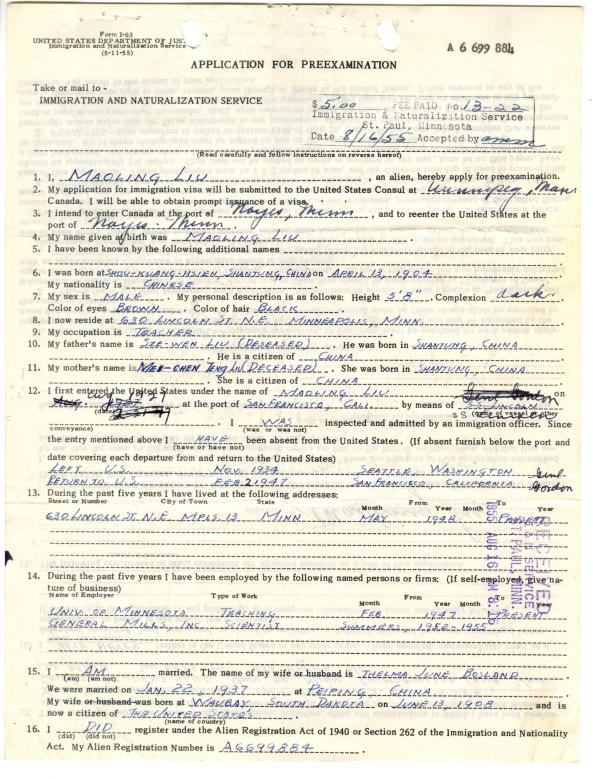 Form I-63
UNITED STATES DEPARTMENT OF JUST
Immigration and Naturalization Service
(5-11-55)
A 6 699 884
APPLICATION FOR PREEXAMINATION
Take or mail to -
IMMIGRATION AND NATURALIZATION SERVICE
$ 5.00 FEE PAID No. 13-22
Immigration & Naturalization Service
St. Paul, Minnesota
Date 8/16/55 Accepted by
(Read carefully and follow instructions on reverse hereof)
1. I, MAOLING LIU, an alien, hereby apply for preexamination.
2. My application for immigration visa will be submitted to the United States Consul at Winnipeg, Man.
Canada. I will be able to obtain prompt issuance of a visa.
3. I intend to enter Canada at the port of Noyes, Minn, and to reenter the United States at the
port of Noyes Minn.
4. My name given at birth was MAOLING LIU
5. I have been known by the following additional names
6. I was born at SHOU-KUANG-HSIEN, SHANTUNG, CHINA on APRIL 13, 1904
My nationality is CHINESE
7. My sex is MALE. My personal description is as follows: Height 5'8". Complexion dark.
Color of eyes BROWN. Color of hair BLACK
8. I now reside at 630 LINCOLN ST. N.E. MINNEAPOLIS, MINN.
9. My occupation is TEACHER
10. My father's name is SZE-WEN LIU (DESEASED). He was born in SHANTUNG, CHINA
. He is a citizen of CHINA
11. My mother's name is CHEN TENG LIU (DECEASED). She was born in SHANTUNG, CHINA
. She is a citizen of CHINA
12. I first entered the United States under the name of MAOLING LIU on
(date) at the port of SAN FRANCISCO, CALI. by means of S.S. LINCOLN
(conveyance) . I WAS (was or was not) inspected and admitted by an immigration officer. Since
the entry mentioned above I HAVE (have or have not) been absent from the United States. (If absent furnish below the port and
date covering each departure from and return to the United States)
LEFT U.S. NOV. 1934 SEATTLE, WASHINGTON
RETURN TO U.S. FEB. 2 1947 SAN FRANCISCO, CALIFORNIA Genl Gordon
13. During the past five years I have lived at the following addresses:
Street or Number City of Town State Month From Year Month To Year
630 LINCOLN ST. N.E. MPLS. 13 MINN MAY 1948 PRESENT
RECEIVED
I & N SERVICE
ST. PAUL, MINN.
1955 AUG 16 AM 8:
14. During the past five years I have been employed by the following named persons or firms: (If self-employed, give na-
ture of business)
Name of Employer Type of Work Month From Year Month To Year
UNIV. OF MINNESOTA TEACHING FEB 1947 PRESENT
GENERAL MILLS, INC SCIENTIST SUMMERS, 1952-1955
15. I AM (am) (am not) married. The name of my wife or husband is THELMA JUNE BOSLAND
We were married on JAN. 22, 1937 at PEIPING, CHINA.
My wife or husband was born at WAUBAY SOUTH DAKOTA on JUNE 13, 1908 and is
now a citizen of THE UNITED STATES (name of country)
16. I DID (did) (did not) register under the Alien Registration Act of 1940 or Section 262 of the Immigration and Nationality
Act. My Alien Registration Number is A6699884.